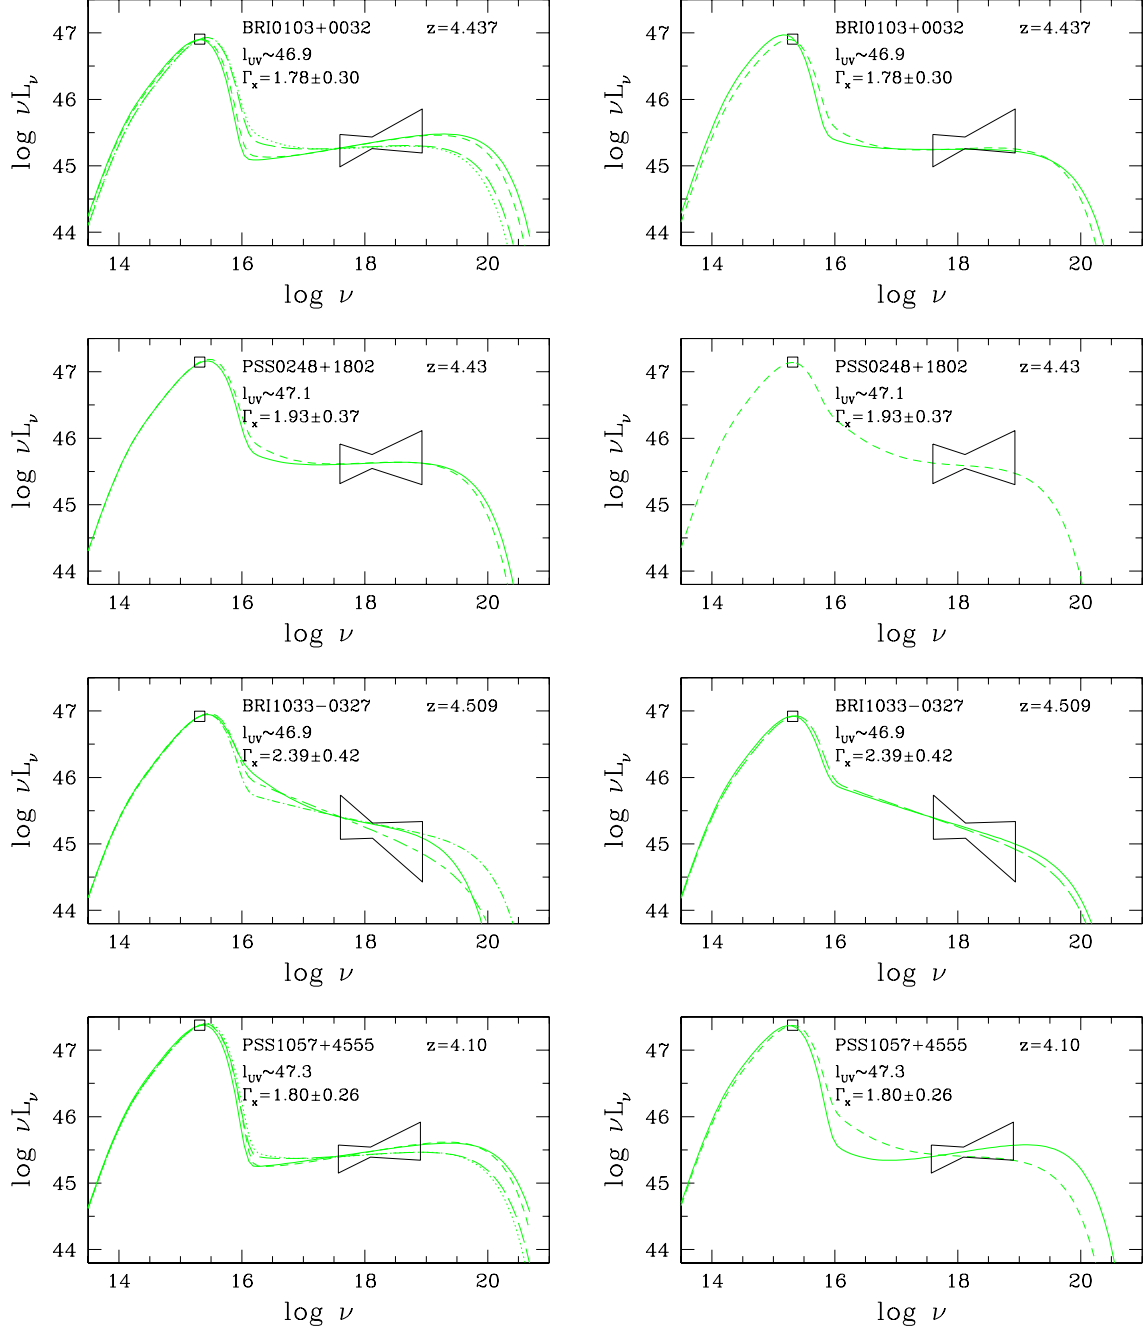 BRI0103+0032 z=4.437
l_UV~46.9
Γ_x=1.78±0.30
47
46
45
44
log νL_ν
14 16 18 20
log ν
BRI0103+0032 z=4.437
l_UV~46.9
Γ_x=1.78±0.30
47
46
45
44
log νL_ν
14 16 18 20
log ν
PSS0248+1802 z=4.43
l_UV~47.1
Γ_x=1.93±0.37
47
46
45
44
log νL_ν
14 16 18 20
log ν
PSS0248+1802 z=4.43
l_UV~47.1
Γ_x=1.93±0.37
47
46
45
44
log νL_ν
14 16 18 20
log ν
BRI1033−0327 z=4.509
l_UV~46.9
Γ_x=2.39±0.42
47
46
45
44
log νL_ν
14 16 18 20
log ν
BRI1033−0327 z=4.509
l_UV~46.9
Γ_x=2.39±0.42
47
46
45
44
log νL_ν
14 16 18 20
log ν
PSS1057+4555 z=4.10
l_UV~47.3
Γ_x=1.80±0.26
47
46
45
44
log νL_ν
14 16 18 20
log ν
PSS1057+4555 z=4.10
l_UV~47.3
Γ_x=1.80±0.26
47
46
45
44
log νL_ν
14 16 18 20
log ν